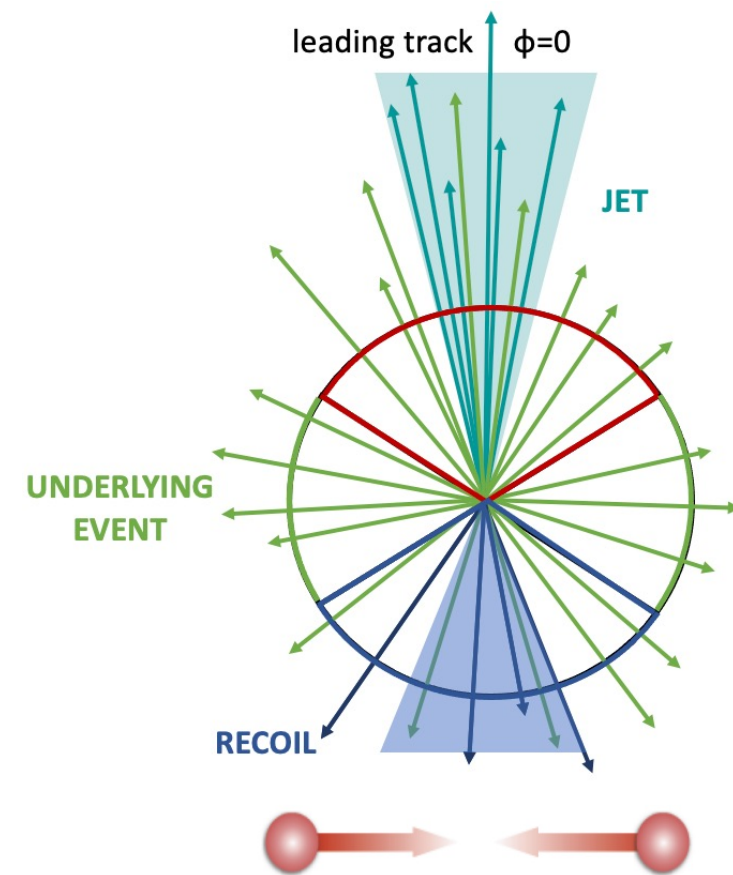 leading track ϕ=0
JET
UNDERLYING
EVENT
RECOIL